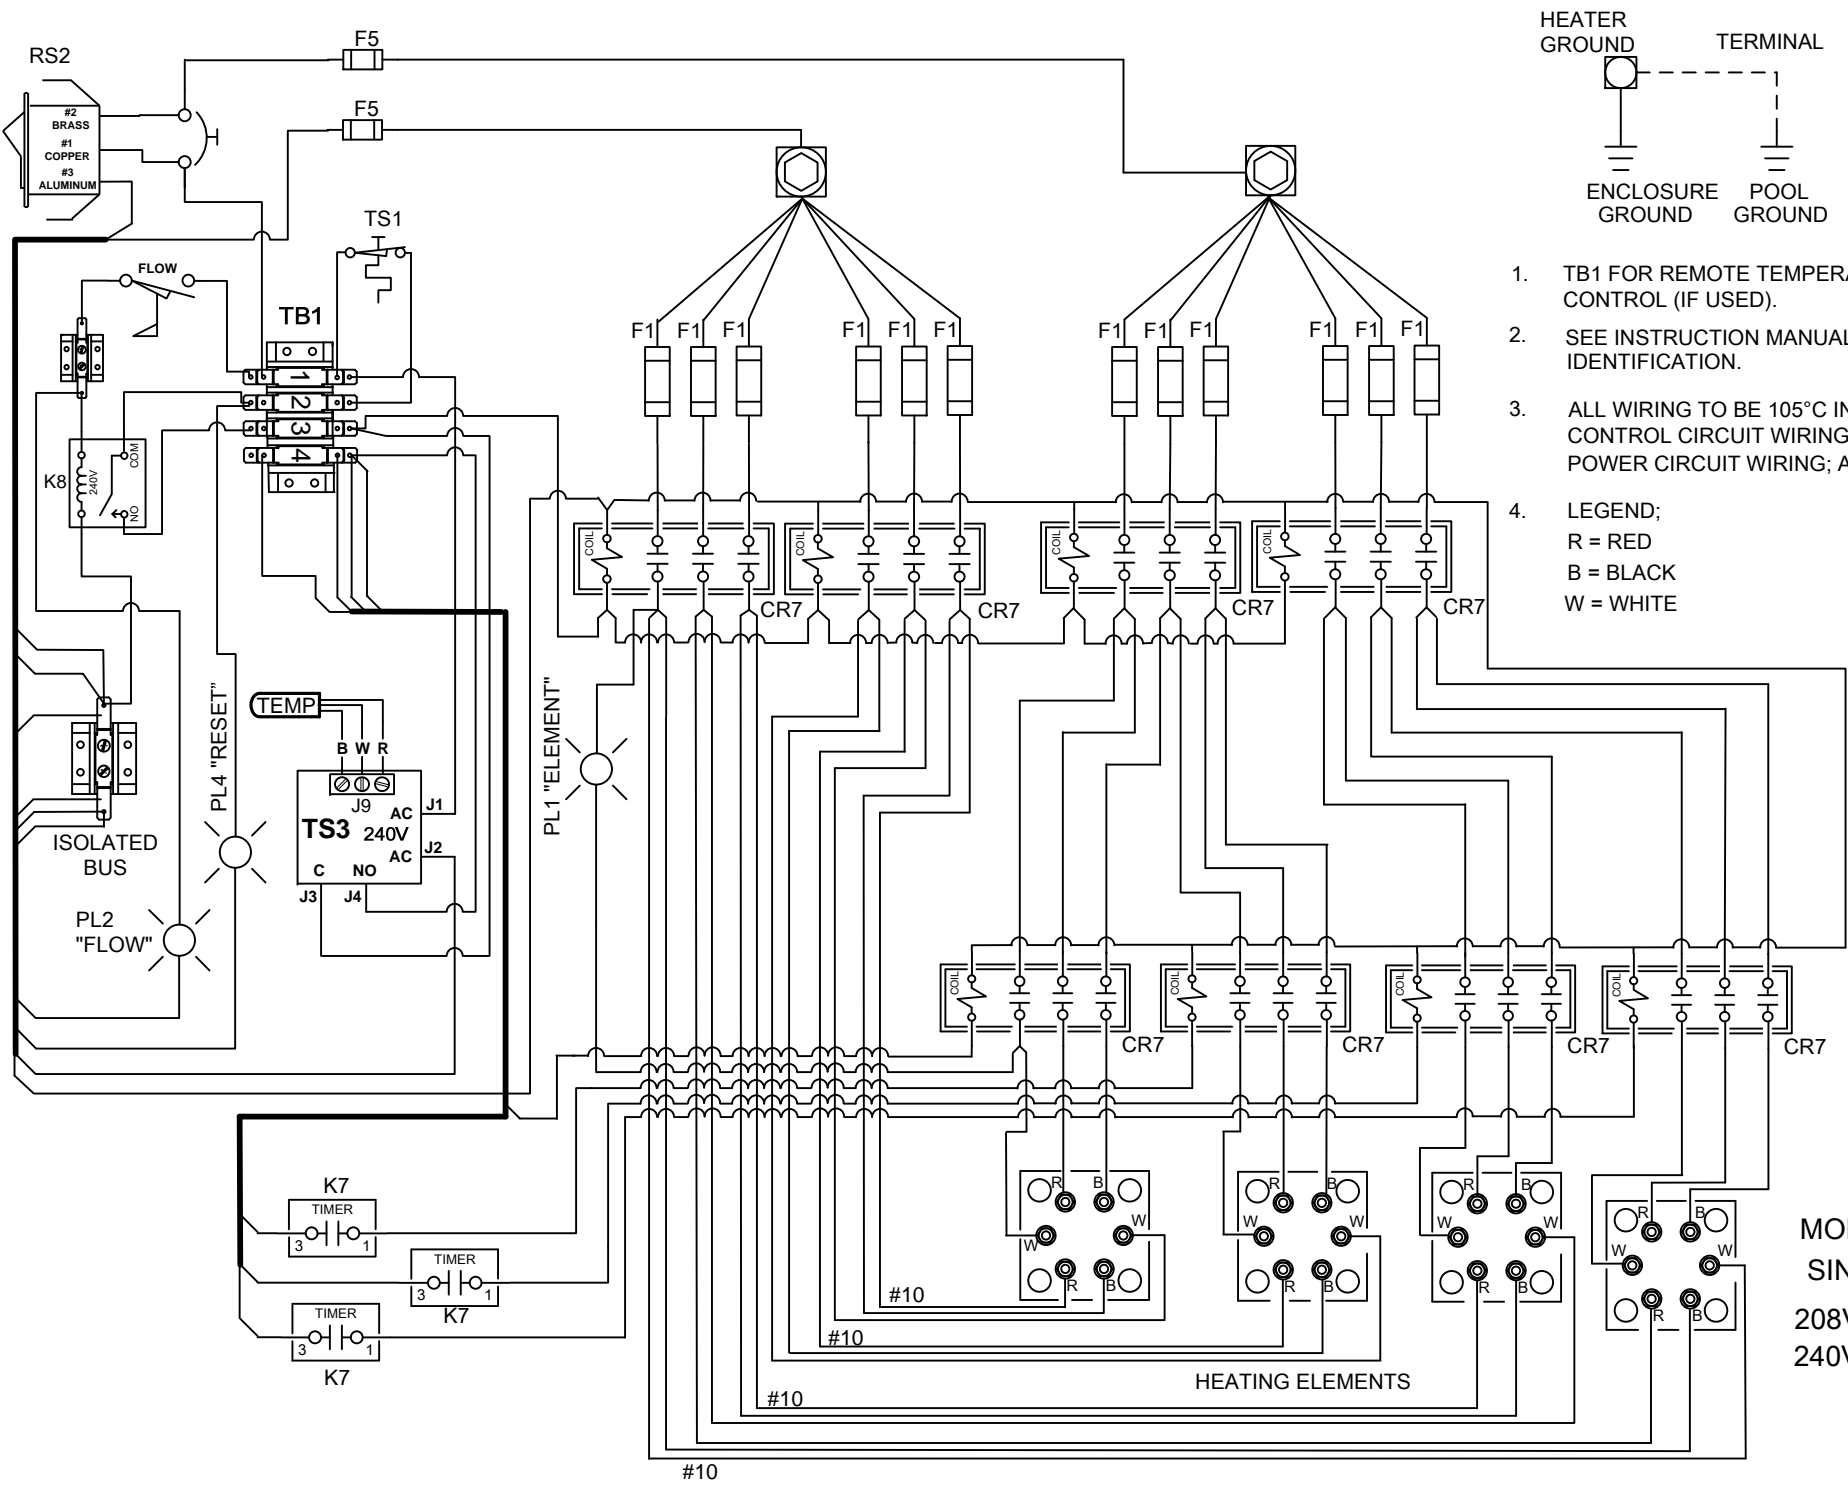 RS2
#2
BRASS
#1
COPPER
#3
ALUMINUM
F5
F5
HEATER
GROUND
TERMINAL
ENCLOSURE
GROUND
POOL
GROUND
TS1
FLOW
TB1
1
2
3
4
K8
240V
COM
NO
F1 F1 F1 F1 F1 F1
F1 F1 F1 F1 F1 F1
1. TB1 FOR REMOTE TEMPERA
CONTROL (IF USED).
2. SEE INSTRUCTION MANUAL
IDENTIFICATION.
3. ALL WIRING TO BE 105°C IN
CONTROL CIRCUIT WIRING
POWER CIRCUIT WIRING; A
4. LEGEND;
R = RED
B = BLACK
W = WHITE
COIL COIL COIL COIL
CR7 CR7 CR7 CR7
TEMP
B W R
J9
TS3
240V
AC J1
AC J2
C NO
J3 J4
PL4 "RESET"
PL1 "ELEMENT"
ISOLATED
BUS
PL2
"FLOW"
COIL COIL COIL COIL
CR7 CR7 CR7 CR7
K7
TIMER
3 1
TIMER
3 1
K7
TIMER
3 1
K7
R B
W W
R B
R B
W W
R B
R B
W W
R B
R B
W W
R B
#10
#10
#10
#10
HEATING ELEMENTS
MO
SIN
208V
240V